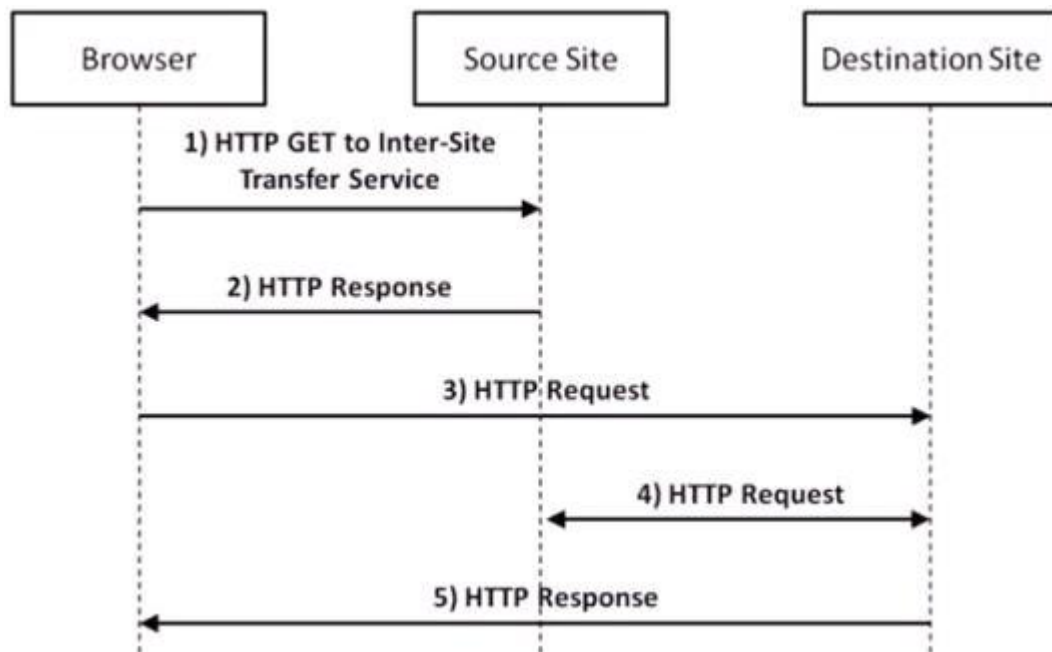 Browser
Source Site
Destination Site
1) HTTP GET to Inter-Site
Transfer Service
2) HTTP Response
3) HTTP Request
4) HTTP Request
5) HTTP Response